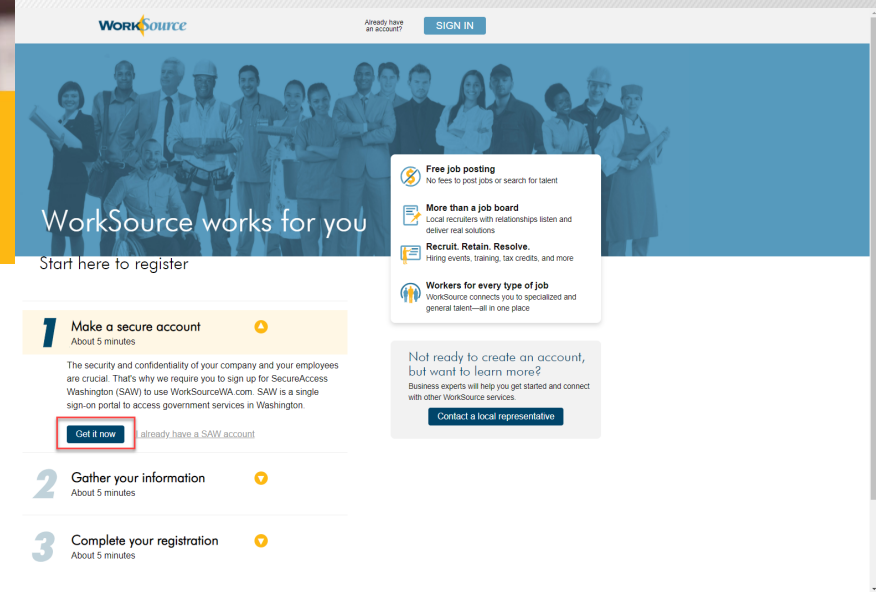 WorkSource
Already have
an account?
SIGN IN
WorkSource works for you
Start here to register
1 Make a secure account
About 5 minutes
The security and confidentiality of your company and your employees
are crucial. That's why we require you to sign up for SecureAccess
Washington (SAW) to use WorkSourceWA.com. SAW is a single
sign-on portal to access government services in Washington.
Get it now
I already have a SAW account
2 Gather your information
About 5 minutes
3 Complete your registration
About 5 minutes
Free job posting
No fees to post jobs or search for talent
More than a job board
Local recruiters with relationships listen and
deliver real solutions
Recruit. Retain. Resolve.
Hiring events, training, tax credits, and more
Workers for every type of job
WorkSource connects you to specialized and
general talent—all in one place
Not ready to create an account,
but want to learn more?
Business experts will help you get started and connect
with other WorkSource services.
Contact a local representative